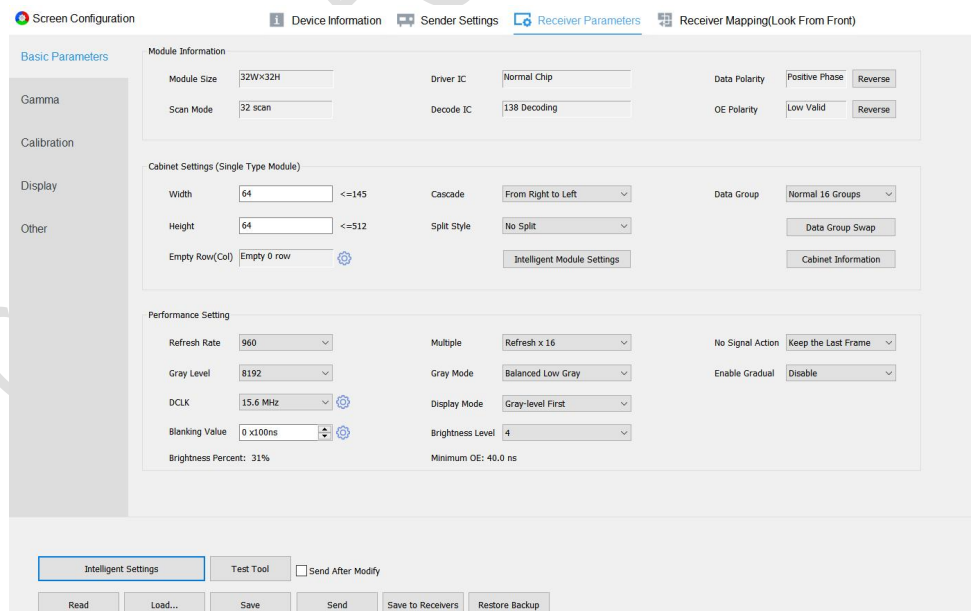 Screen Configuration
Device Information
Sender Settings
Receiver Parameters
Receiver Mapping(Look From Front)
Basic Parameters
Gamma
Calibration
Display
Other
Module Information
Module Size 32W×32H Driver IC Normal Chip Data Polarity Positive Phase Reverse
Scan Mode 32 scan Decode IC 138 Decoding OE Polarity Low Valid Reverse
Cabinet Settings (Single Type Module)
Width 64 <=145 Cascade From Right to Left Data Group Normal 16 Groups
Height 64 <=512 Split Style No Split Data Group Swap
Empty Row(Col) Empty 0 row Intelligent Module Settings Cabinet Information
Performance Setting
Refresh Rate 960 Multiple Refresh x 16 No Signal Action Keep the Last Frame
Gray Level 8192 Gray Mode Balanced Low Gray Enable Gradual Disable
DCLK 15.6 MHz Display Mode Gray-level First
Blanking Value 0 x100ns Brightness Level 4
Brightness Percent: 31% Minimum OE: 40.0 ns
Intelligent Settings Test Tool Send After Modify
Read Load... Save Send Save to Receivers Restore Backup